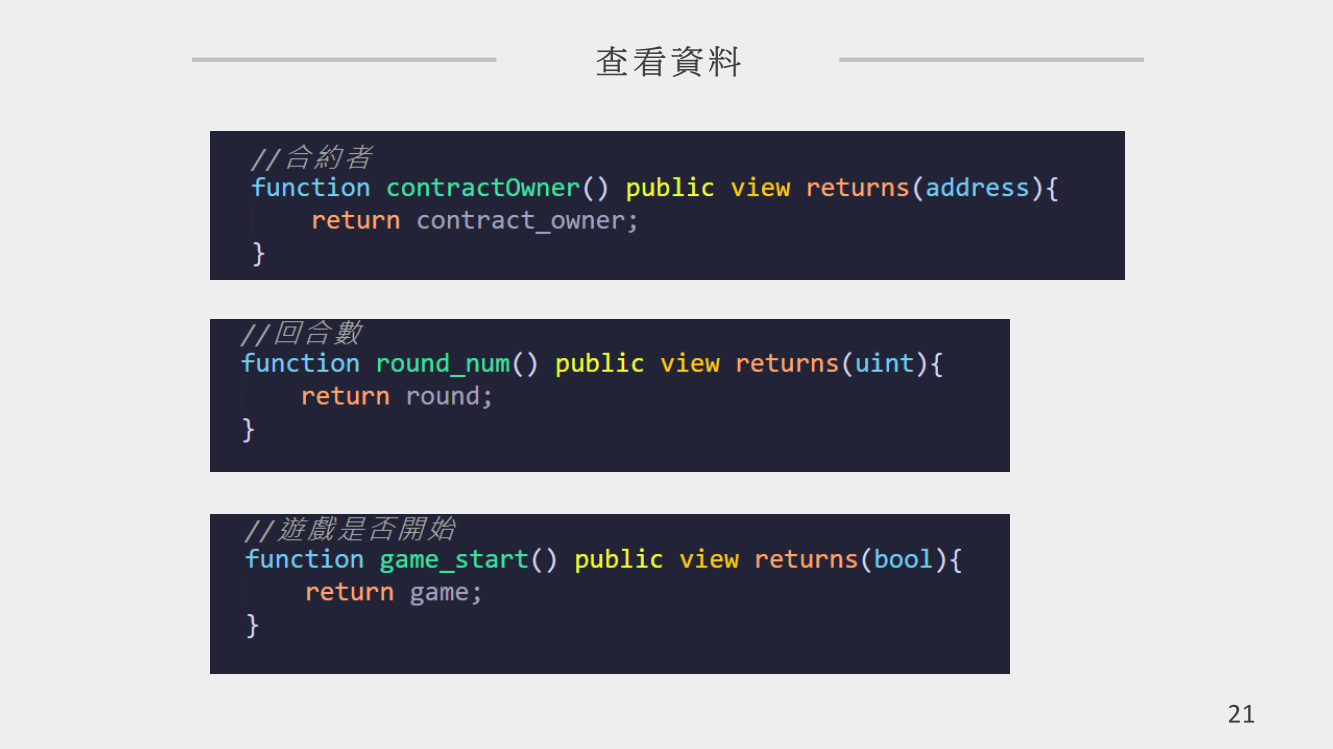 查看資料
//合約者
function contractOwner() public view returns(address){
    return contract_owner;
}
//回合數
function round_num() public view returns(uint){
    return round;
}
//遊戲是否開始
function game_start() public view returns(bool){
    return game;
}
21